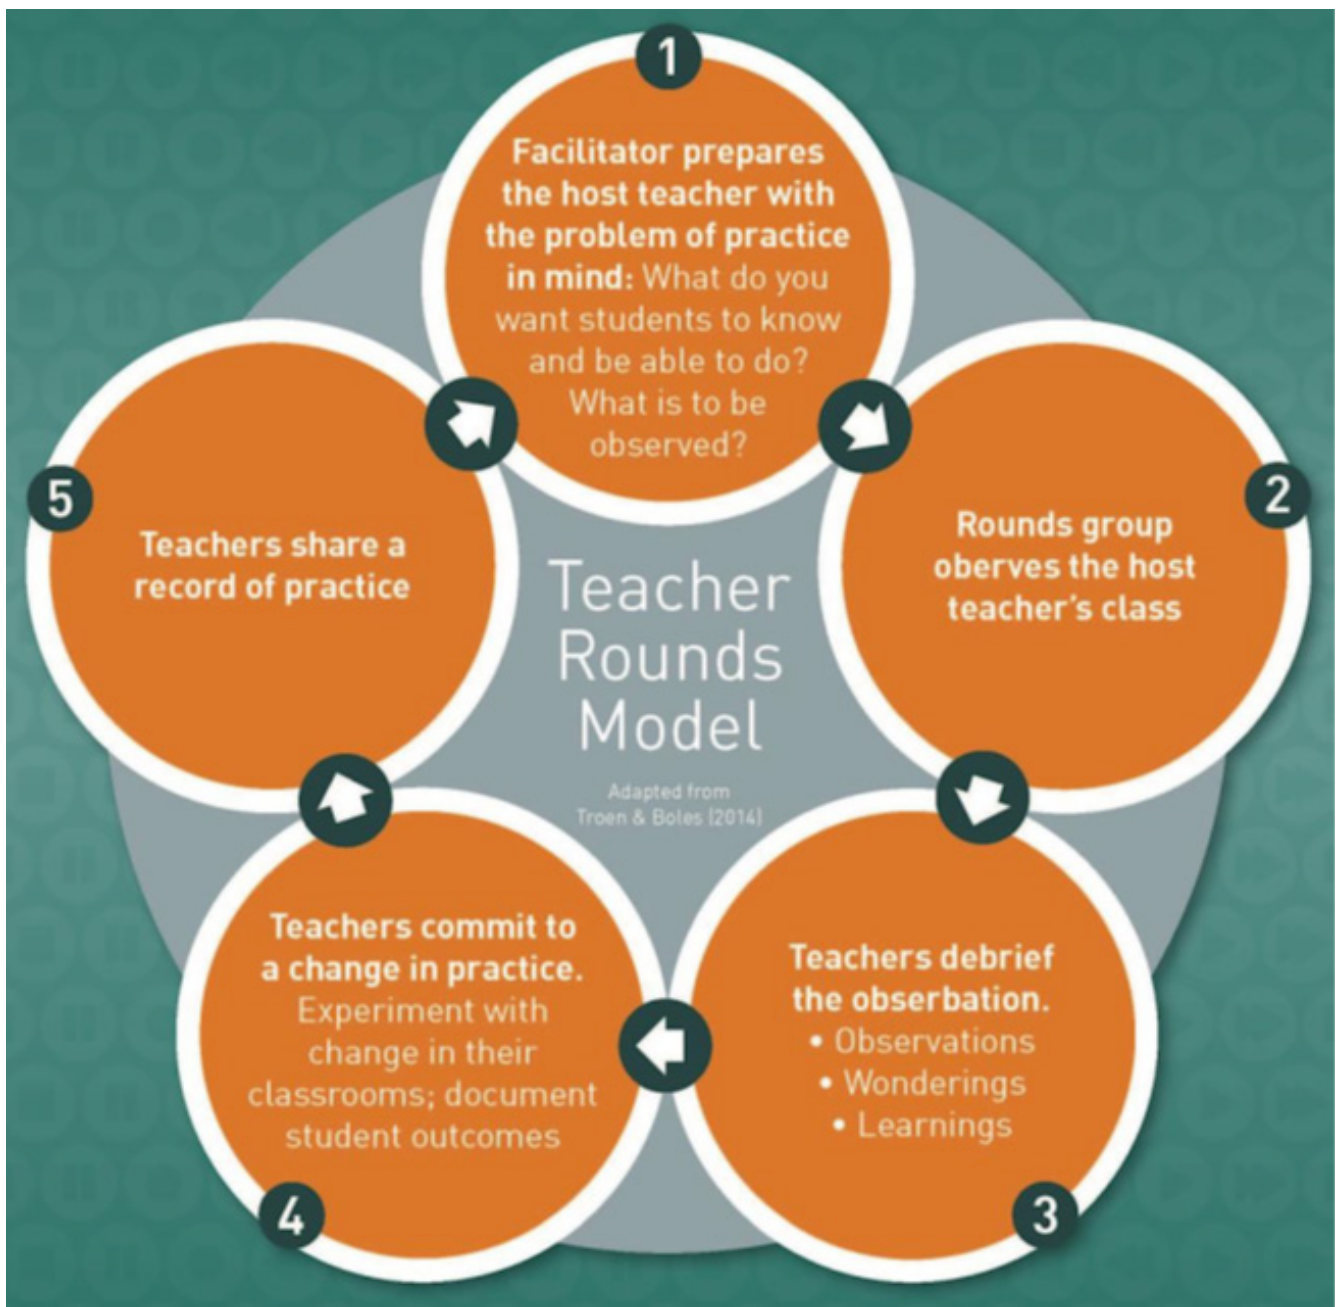 1
Facilitator prepares
the host teacher with
the problem of practice
in mind: What do you
want students to know
and be able to do?
What is to be
observed?
2
Rounds group
oberves the host
teacher's class
3
Teachers debrief
the obserbation.
• Observations
• Wonderings
• Learnings
4
Teachers commit to
a change in practice.
Experiment with
change in their
classrooms; document
student outcomes
5
Teachers share a
record of practice
Teacher
Rounds
Model
Adapted from
Troen & Boles (2014)